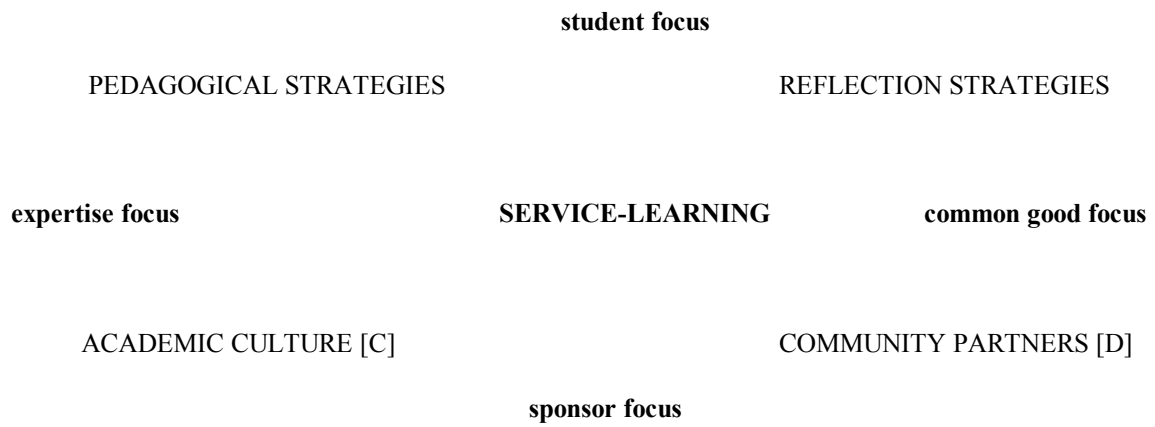 student focus
PEDAGOGICAL STRATEGIES REFLECTION STRATEGIES
expertise focus SERVICE-LEARNING common good focus
ACADEMIC CULTURE [C] COMMUNITY PARTNERS [D]
sponsor focus